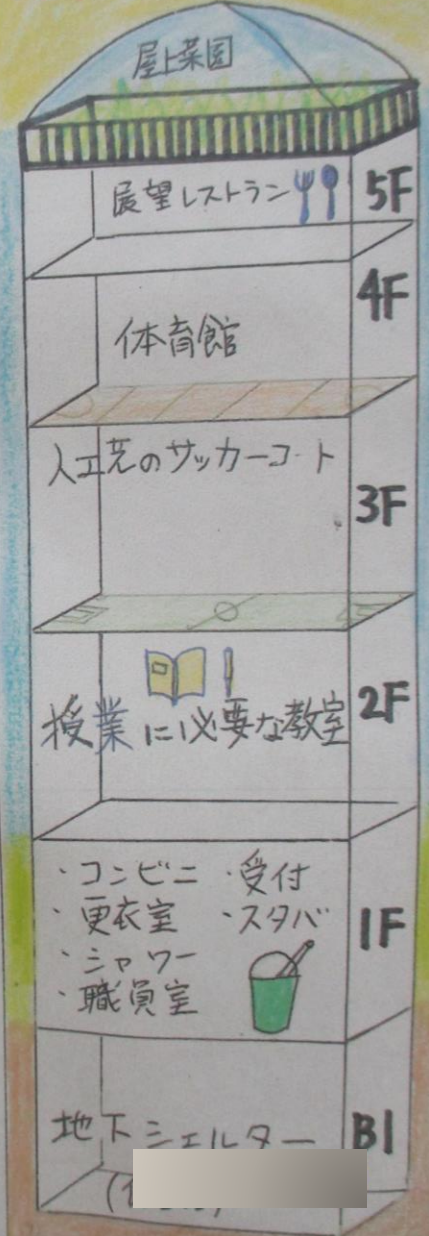 屋上菜園
展望レストラン 5F
4F
体育館
人工芝のサッカーコート
3F
授業に必要な教室 2F
・コンビニ ・受付
・更衣室 ・スタバ 1F
・シャワー
・職員室
地下シェルター B1